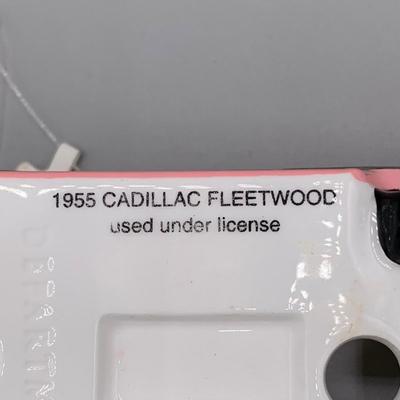 1955 CADILLAC FLEETWOOD
used under license